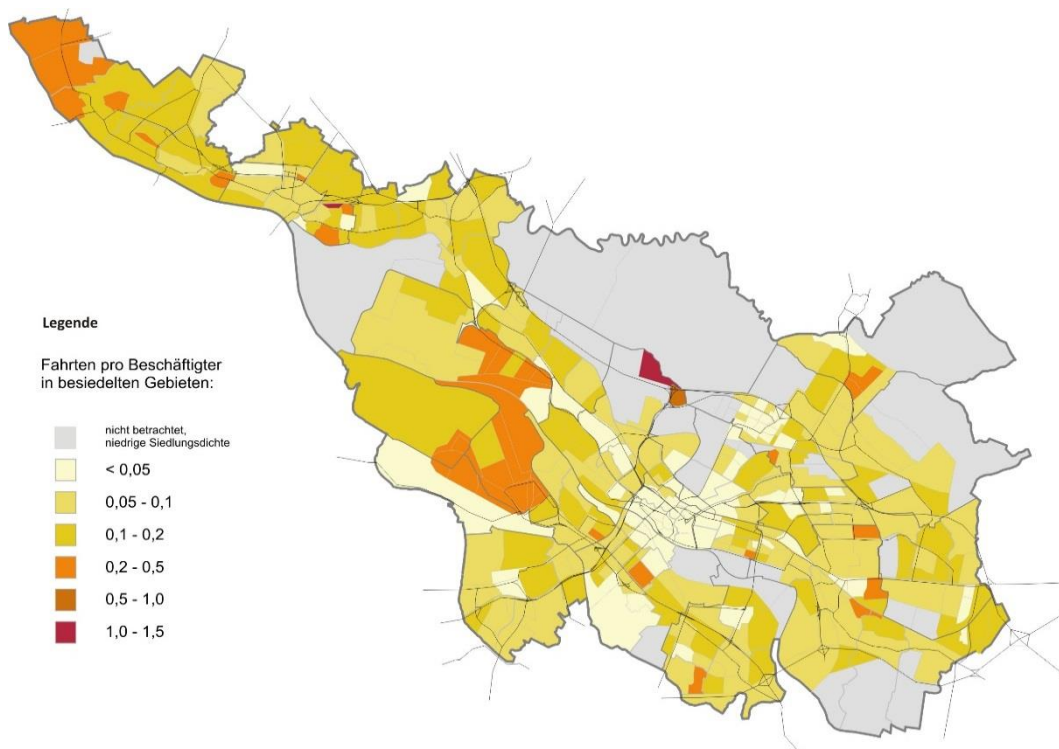 Legende
Fahrten pro Beschäftigter
in besiedelten Gebieten:
nicht betrachtet,
niedrige Siedlungsdichte
< 0,05
0,05 - 0,1
0,1 - 0,2
0,2 - 0,5
0,5 - 1,0
1,0 - 1,5